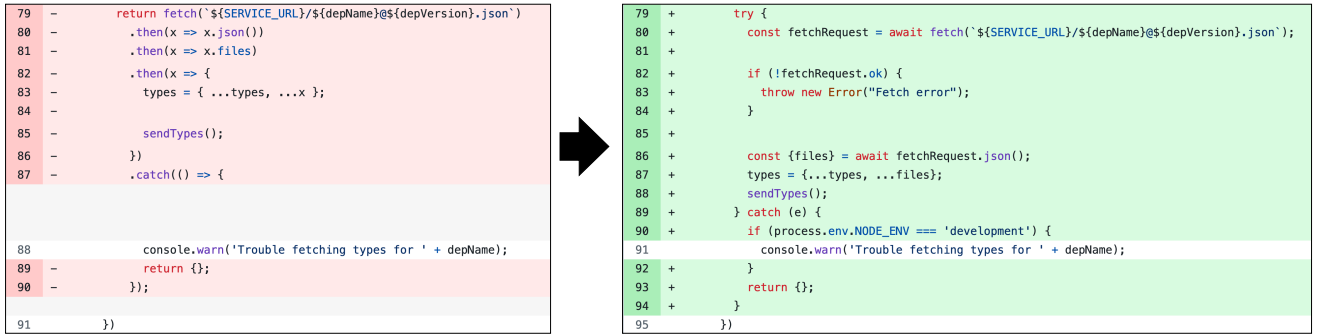 79 -         return fetch(`${SERVICE_URL}/${depName}@${depVersion}.json`)
80 -           .then(x => x.json())
81 -           .then(x => x.files)
82 -           .then(x => {
83 -             types = { ...types, ...x };
84 -
85 -             sendTypes();
86 -           })
87 -           .catch(() => {
88               console.warn('Trouble fetching types for ' + depName);
89 -             return {};
90 -           });
91         })
79 +         try {
80 +           const fetchRequest = await fetch(`${SERVICE_URL}/${depName}@${depVersion}.json`);
81 +
82 +           if (!fetchRequest.ok) {
83 +             throw new Error("Fetch error");
84 +           }
85 +
86 +           const {files} = await fetchRequest.json();
87 +           types = {...types, ...files};
88 +           sendTypes();
89 +         } catch (e) {
90 +           if (process.env.NODE_ENV === 'development') {
91               console.warn('Trouble fetching types for ' + depName);
92 +           }
93 +           return {};
94 +         }
95         })